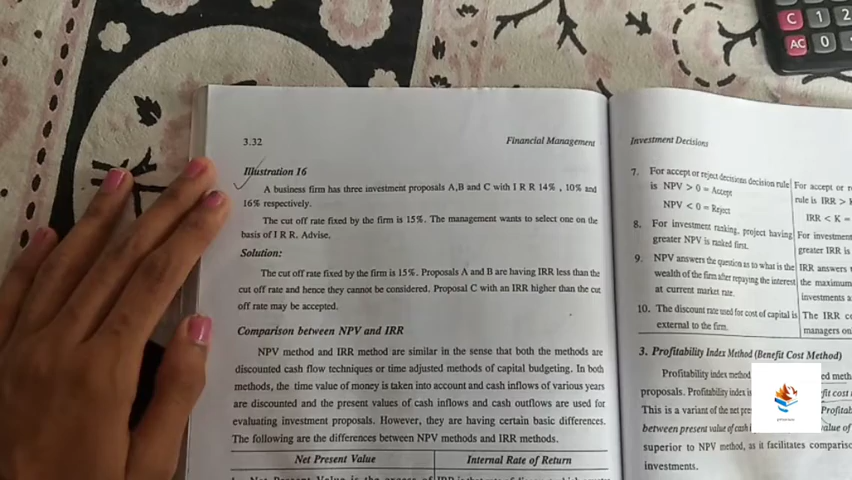 3.32
Financial Management
Illustration 16
A business firm has three investment proposals A,B and C with I R R 14% , 10% and
16% respectively.
The cut off rate fixed by the firm is 15%. The management wants to select one on the
basis of I R R. Advise.
Solution:
The cut off rate fixed by the firm is 15%. Proposals A and B are having IRR less than the
cut off rate and hence they cannot be considered. Proposal C with an IRR higher than the cut
off rate may be accepted.
Comparison between NPV and IRR
NPV method and IRR method are similar in the sense that both the methods are
discounted cash flow techniques or time adjusted methods of capital budgeting. In both
methods, the time value of money is taken into account and cash inflows of various years
are discounted and the present values of cash inflows and cash outflows are used for
evaluating investment proposals. However, they are having certain basic differences.
The following are the differences between NPV methods and IRR methods.
Net Present Value
Internal Rate of Return
Investment Decisions
7. For accept or reject decisions decision rule
is NPV > 0 = Accept
NPV < 0 = Reject
For accept or
rule is IRR >
IRR < K =
8. For investment ranking, project having
greater NPV is ranked first.
For investment
greater IRR is
9. NPV answers the question as to what is the
wealth of the firm after repaying the interest
at current market rate.
IRR answers
the maximum
investments
10. The discount rate used for cost of capital is
external to the firm.
The IRR
managers on
3. Profitability Index Method (Benefit Cost Method)
Profitability index
proposals. Profitability index is
This is a variant of the net
between present value of cash
superior to NPV method, as it facilitates
investments.
C 1 2
AC 0